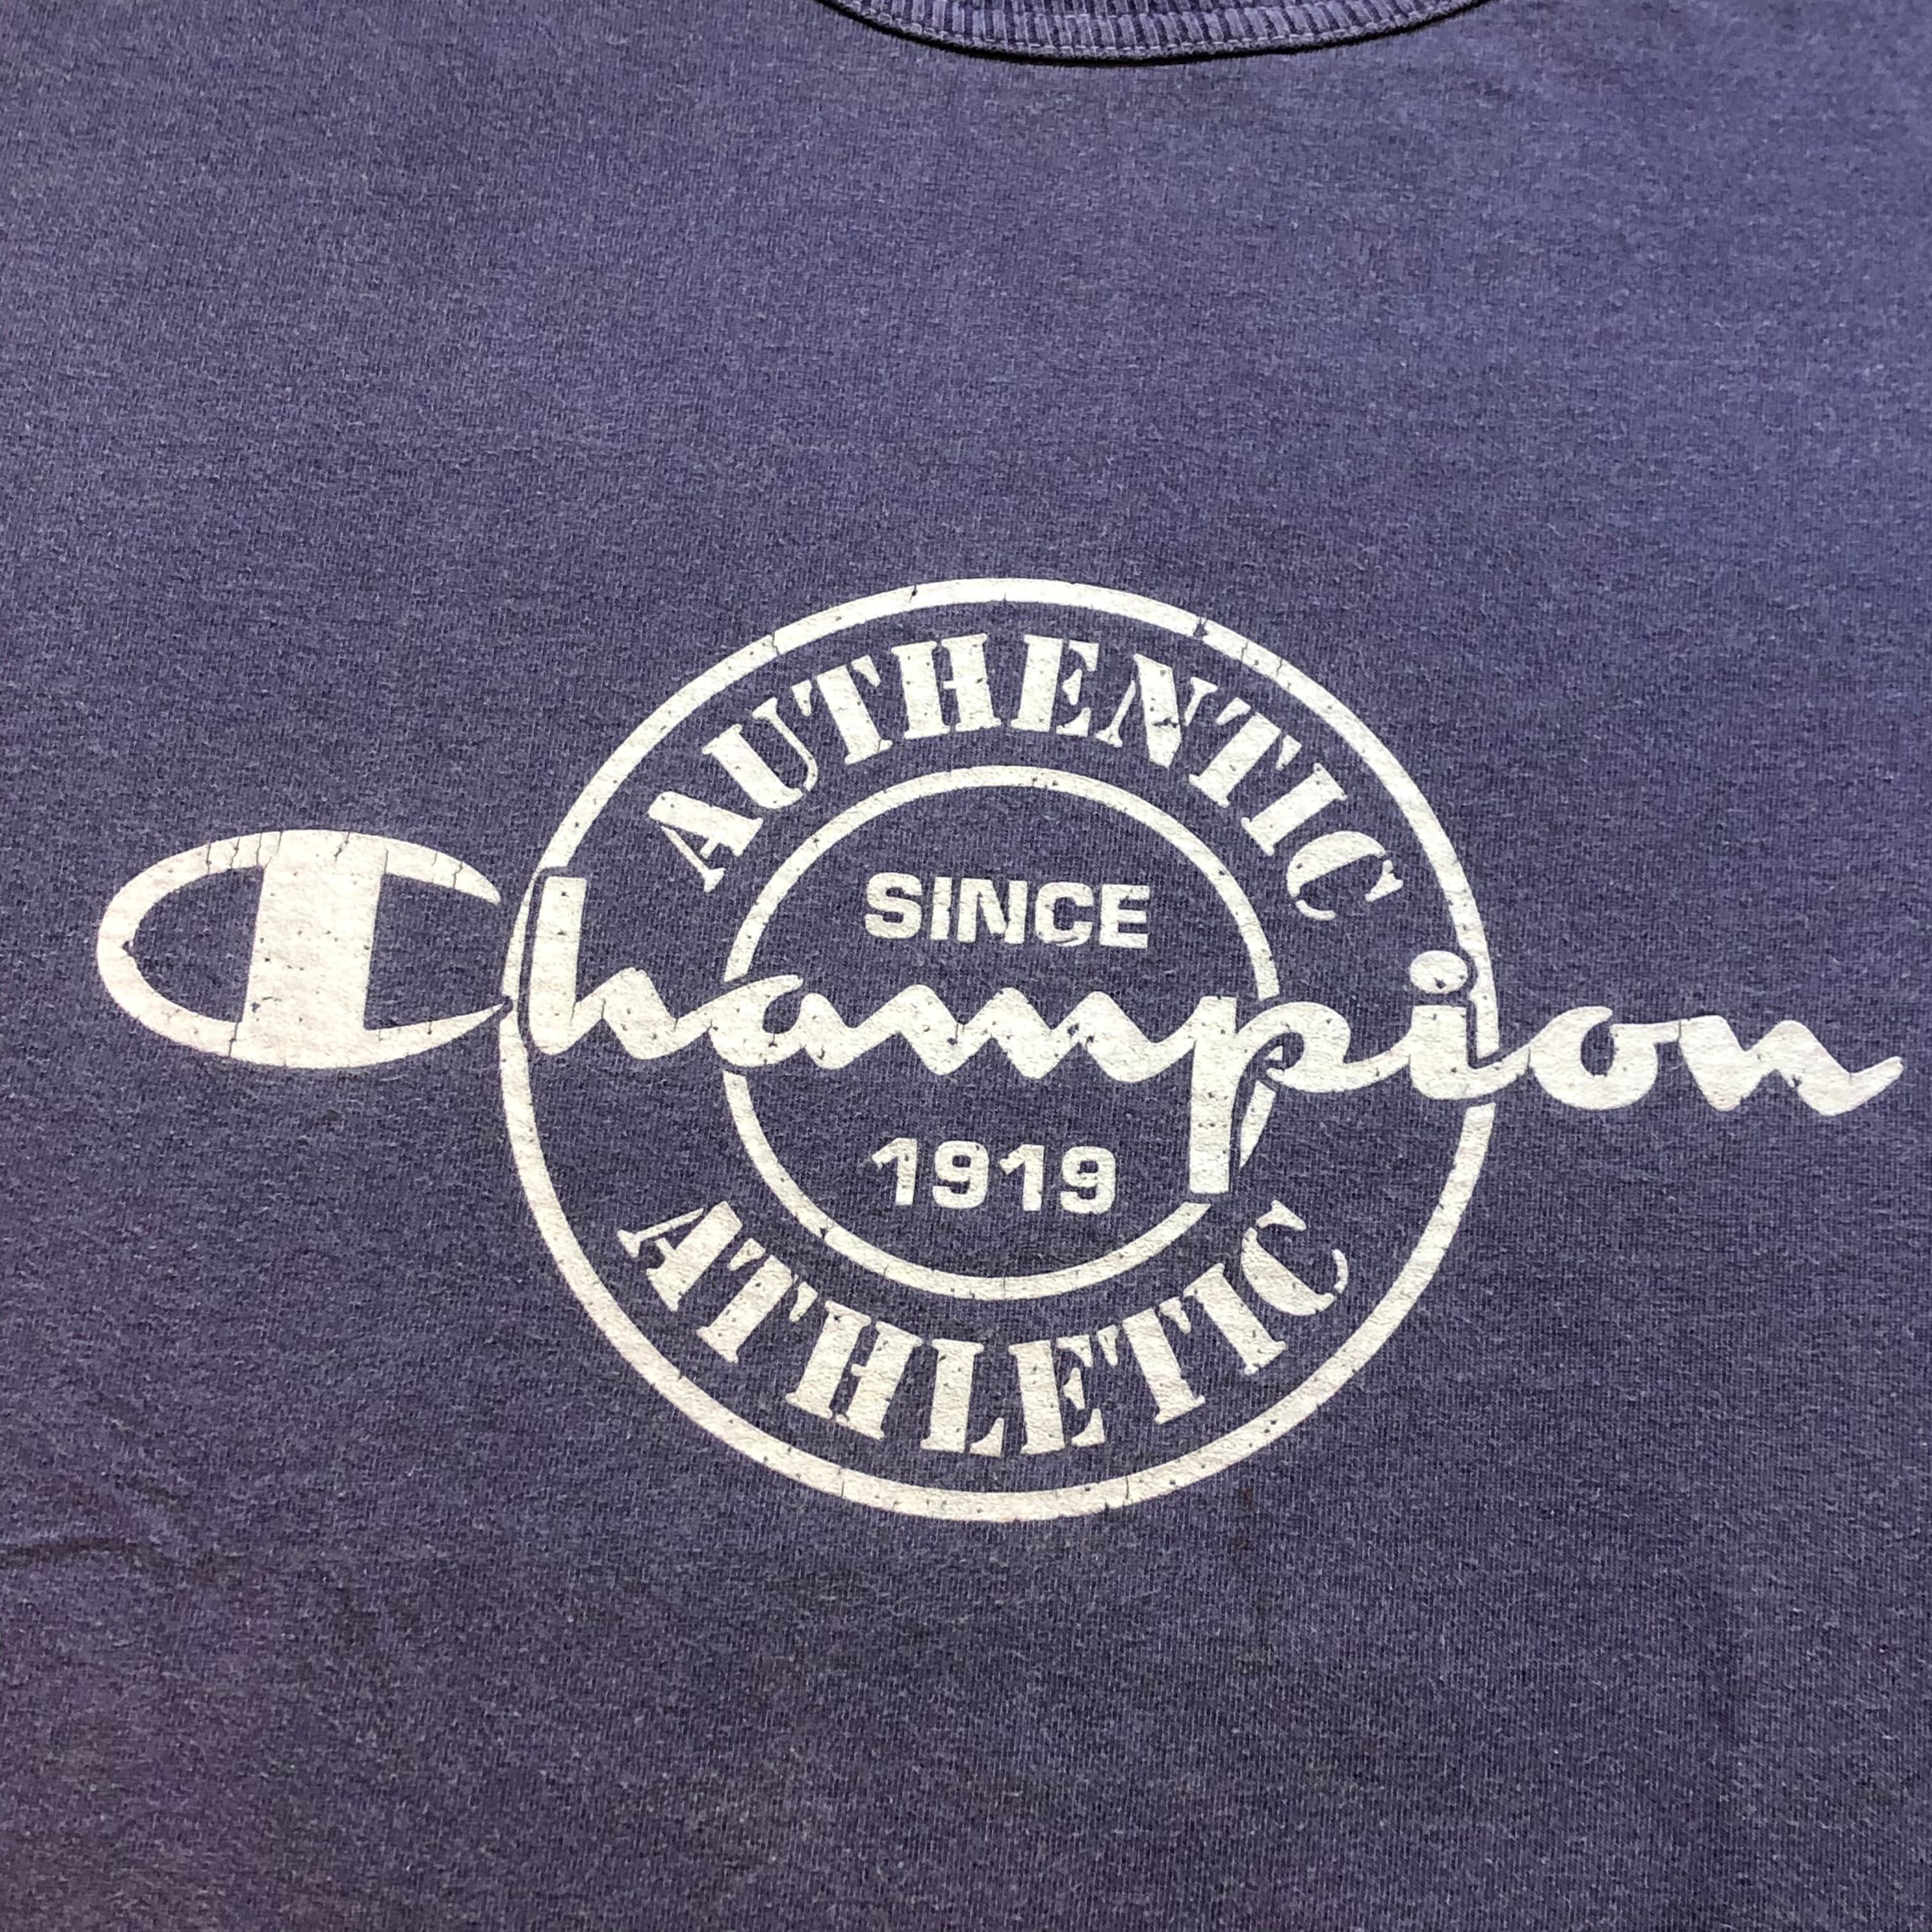 AUTHENTIC
SINCE
Champion
1919
ATHLETIC